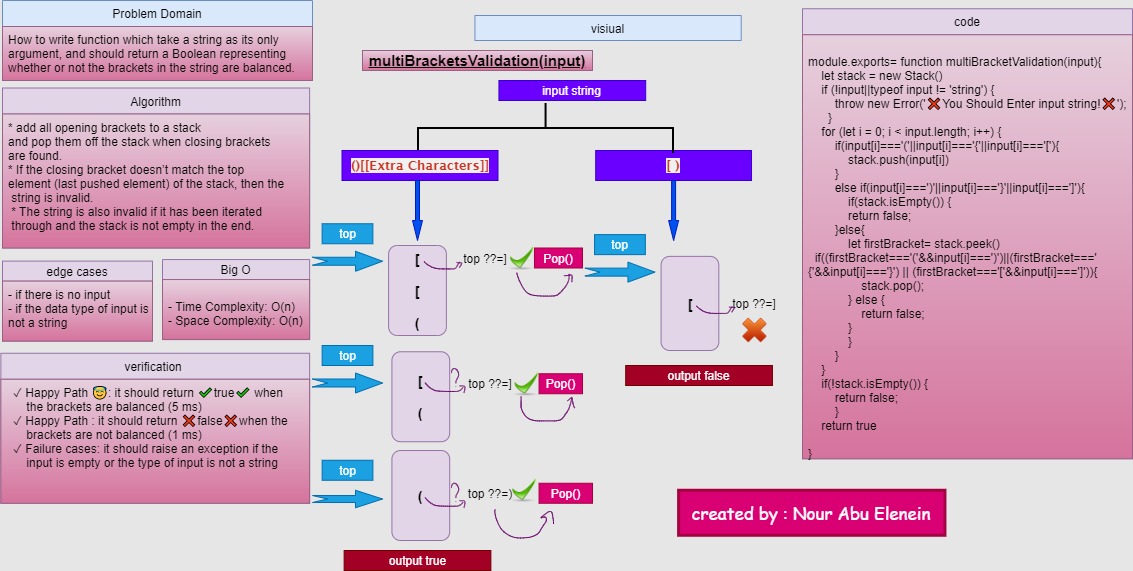 Problem Domain
How to write function which take a string as its only
argument, and should return a Boolean representing
whether or not the brackets in the string are balanced.
Algorithm
* add all opening brackets to a stack
and pop them off the stack when closing brackets
are found.
* If the closing bracket doesn't match the top
element (last pushed element) of the stack, then the
string is invalid.
* The string is also invalid if it has been iterated
through and the stack is not empty in the end.
edge cases
- if there is no input
- if the data type of input is
not a string
Big O
- Time Complexity: O(n)
- Space Complexity: O(n)
verification
✓ Happy Path 😇: it should return ✔true✔ when
the brackets are balanced (5 ms)
✓ Happy Path : it should return ❌false❌when the
brackets are not balanced (1 ms)
✓ Failure cases: it should raise an exception if the
input is empty or the type of input is not a string
visiual
multiBracketsValidation(input)
input string
()[[Extra Characters]]
[ )
top
[
[
(
top ??=]
Pop()
top
[
top ??=]
output false
top
[
(
?
top ??=]
Pop()
top
(
?
top ??=)
Pop()
output true
code
module.exports= function multiBracketValidation(input){
let stack = new Stack()
if (!input||typeof input != 'string') {
throw new Error('❌You Should Enter input string!❌');
}
for (let i = 0; i < input.length; i++) {
if(input[i]==='('||input[i]==='{'||input[i]==='['){
stack.push(input[i])
}
else if(input[i]===')'||input[i]==='}'||input[i]===']'){
if(stack.isEmpty()) {
return false;
}else{
let firstBracket= stack.peek()
if((firstBracket==='('&&input[i]===')')||(firstBracket==='
{'&&input[i]==='}') || (firstBracket==='['&&input[i]===']')){
stack.pop();
} else {
return false;
}
}
}
}
if(!stack.isEmpty()) {
return false;
}
return true
}
created by : Nour Abu Elenein